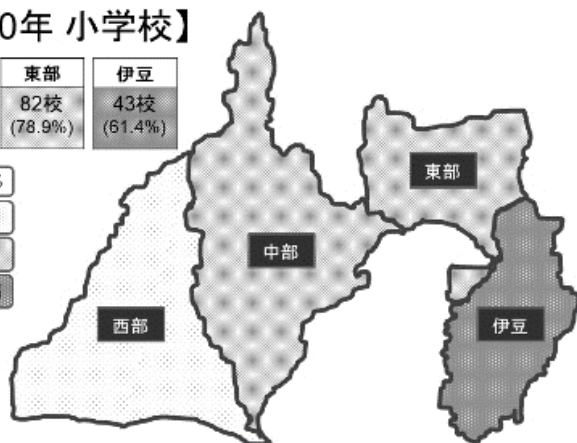 0年 小学校】
東部
伊豆
82校
43校
(78.9%)
(61.4%)
東部
中部
西部
伊豆